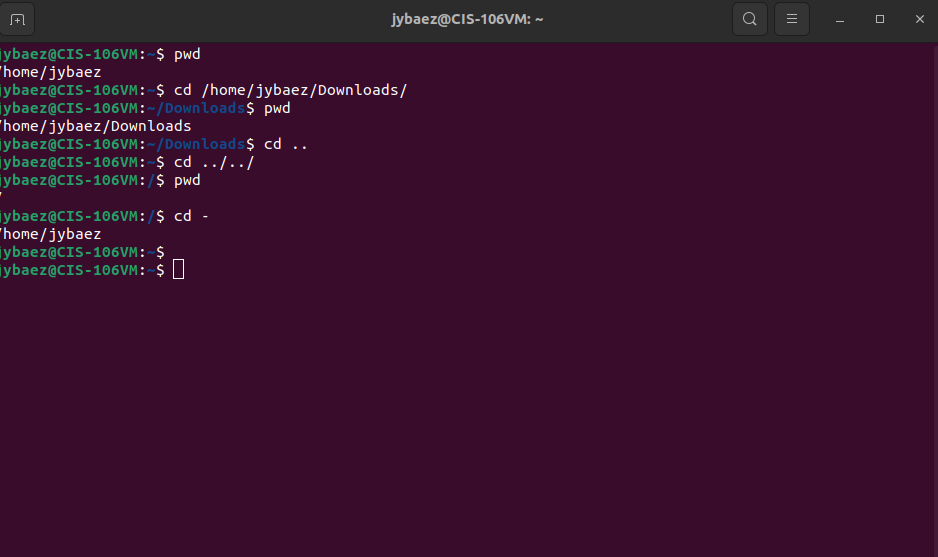 jybaez@CIS-106VM: ~
jybaez@CIS-106VM:~$ pwd
/home/jybaez
jybaez@CIS-106VM:~$ cd /home/jybaez/Downloads/
jybaez@CIS-106VM:~/Downloads$ pwd
/home/jybaez/Downloads
jybaez@CIS-106VM:~/Downloads$ cd ..
jybaez@CIS-106VM:~$ cd ../../
jybaez@CIS-106VM:/$ pwd
/
jybaez@CIS-106VM:/$ cd -
/home/jybaez
jybaez@CIS-106VM:~$
jybaez@CIS-106VM:~$